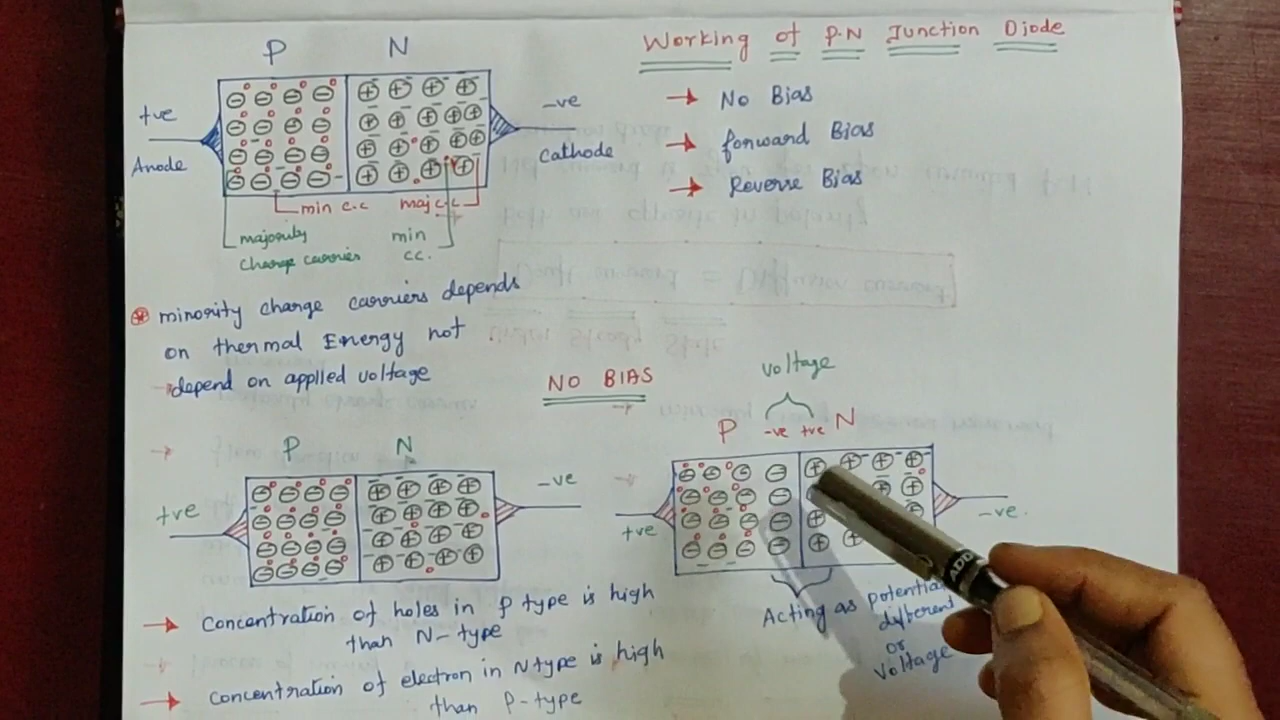 Working of P-N Junction Diode
→ No Bias
→ forward Bias
→ Reverse Bias
P N
+ve
Anode
-ve
Cathode
min c.c maj c.c
majority
charge carries
min
cc.
minority charge carriers depends
on thermal Energy not
depend on applied voltage
NO BIAS
P N
+ve
-ve
voltage
P -ve +ve N
+ve
-ve.
Acting as potential
different
or
voltage
→ Concentration of holes in P type is high
than N-type
→ concentration of electron in N type is high
than P-type
ADD